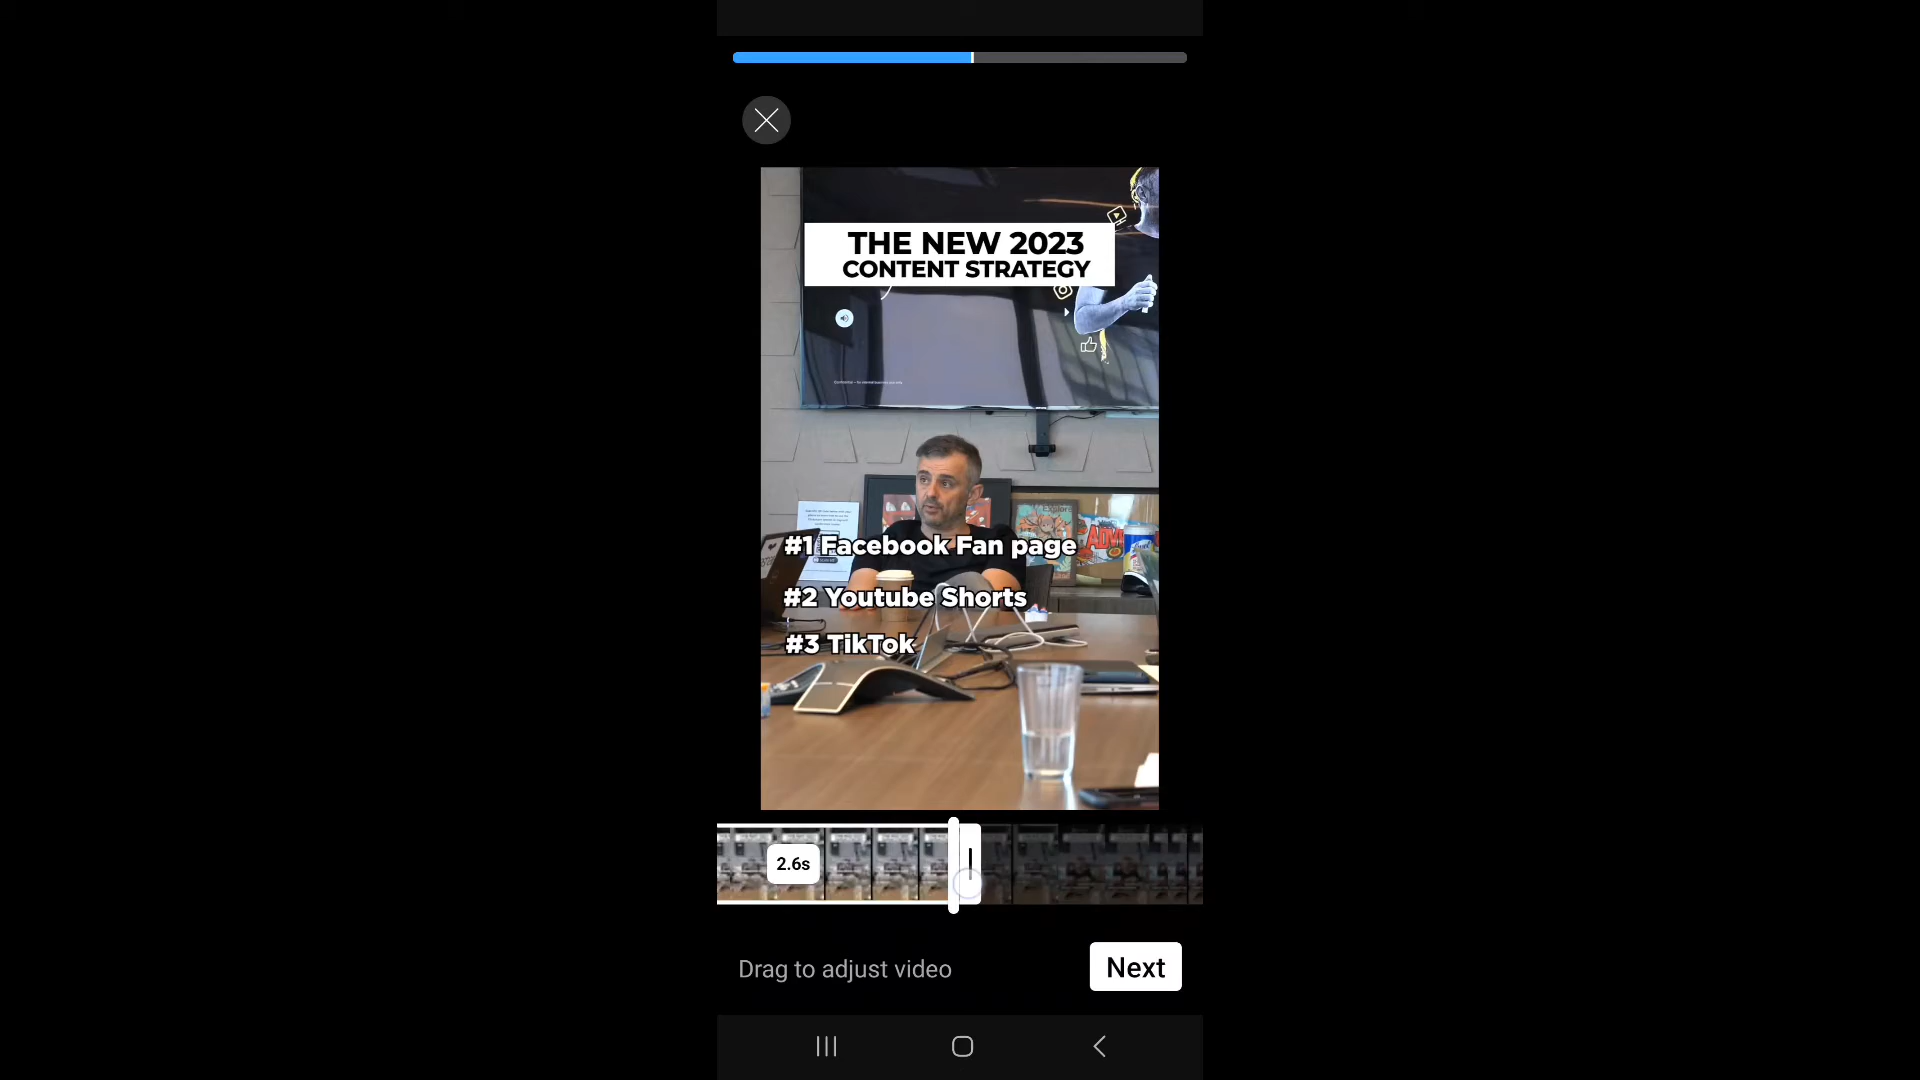 THE NEW 2023
CONTENT STRATEGY
#1 Facebook Fan page
#2 Youtube Shorts
#3 TikTok
2.6s
Drag to adjust video
Next